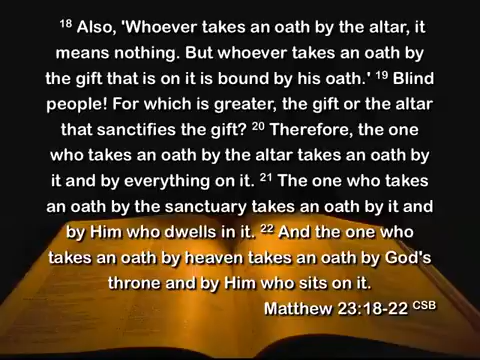 18 Also, 'Whoever takes an oath by the altar, it
means nothing. But whoever takes an oath by
the gift that is on it is bound by his oath.' 19 Blind
people! For which is greater, the gift or the altar
that sanctifies the gift? 20 Therefore, the one
who takes an oath by the altar takes an oath by
it and by everything on it. 21 The one who takes
an oath by the sanctuary takes an oath by it and
by Him who dwells in it. 22 And the one who
takes an oath by heaven takes an oath by God's
throne and by Him who sits on it.
Matthew 23:18-22 CSB